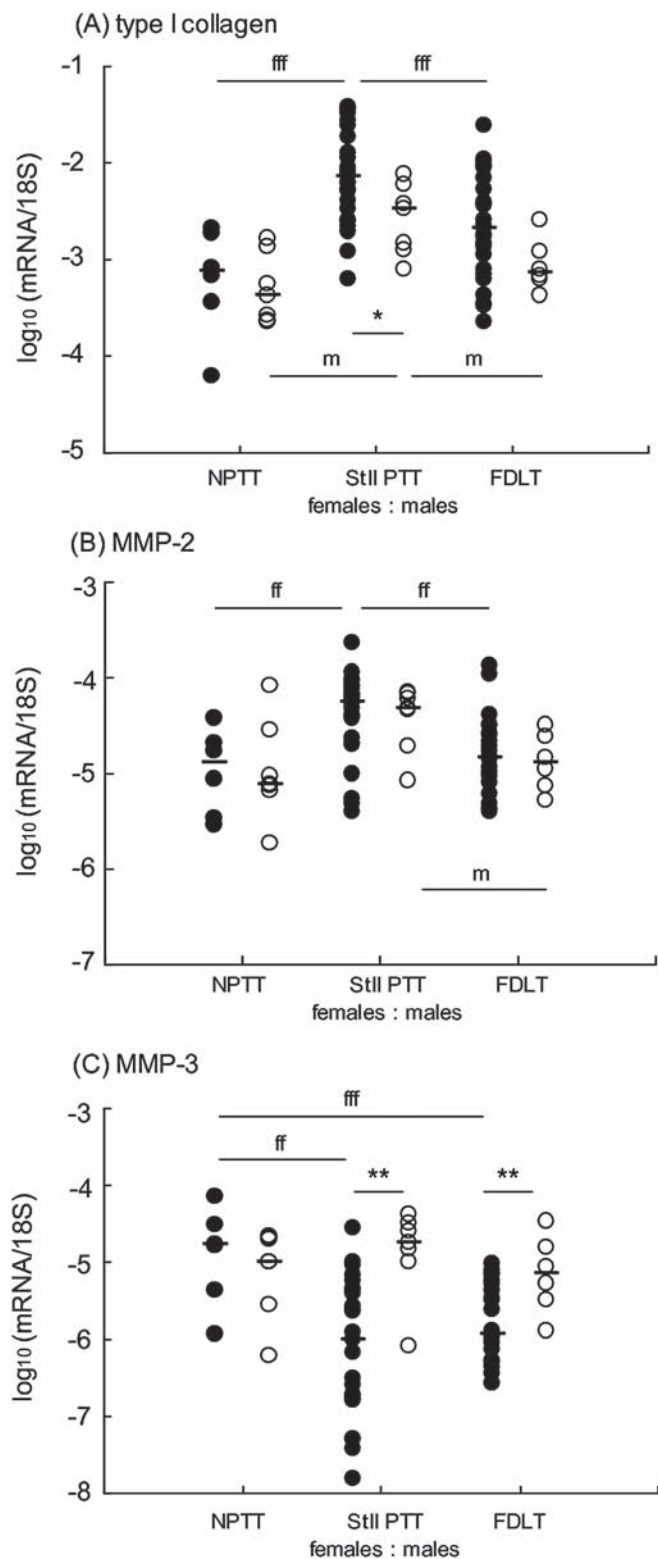 (A) type I collagen
fff fff
-1
-2
-3
-4
-5
log10 (mRNA/18S)
*
m m
NPTT StII PTT FDLT
females : males
(B) MMP-2
ff ff
-3
-4
-5
-6
-7
log10 (mRNA/18S)
m
NPTT StII PTT FDLT
females : males
(C) MMP-3
fff
ff
** **
-3
-4
-5
-6
-7
-8
log10 (mRNA/18S)
NPTT StII PTT FDLT
females : males